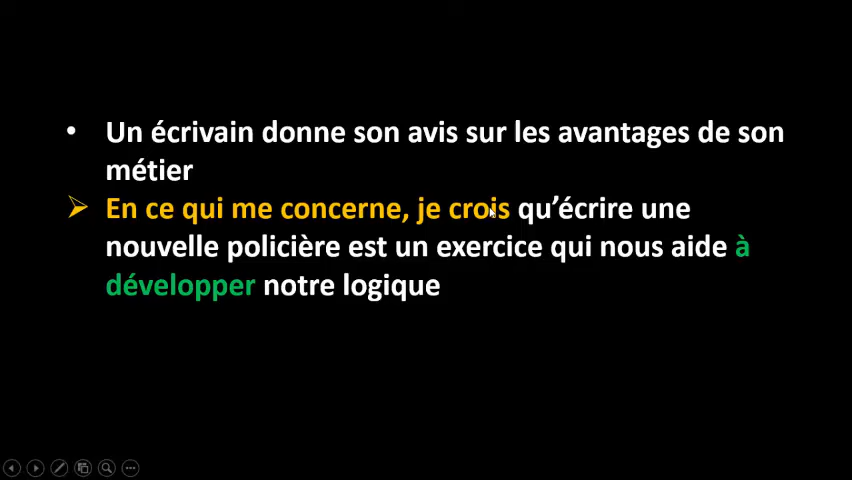 • Un écrivain donne son avis sur les avantages de son
métier
➢ En ce qui me concerne, je crois qu’écrire une
nouvelle policière est un exercice qui nous aide à
développer notre logique